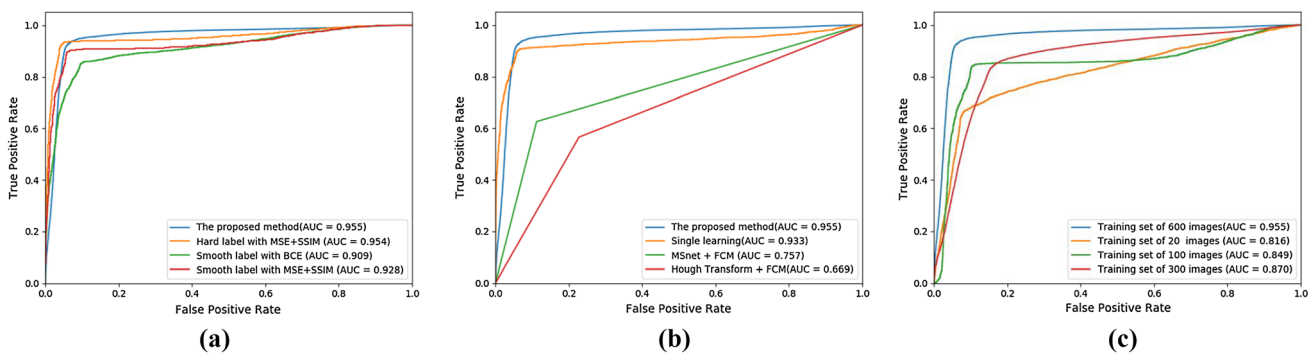 1.0
0.8
0.6
0.4
0.2
0.0
True Positive Rate
0.0 0.2 0.4 0.6 0.8 1.0
False Positive Rate
The proposed method(AUC = 0.955)
Hard label with MSE+SSIM (AUC = 0.954)
Smooth label with BCE (AUC = 0.909)
Smooth label with MSE+SSIM (AUC = 0.928)
(a)
1.0
0.8
0.6
0.4
0.2
0.0
True Positive Rate
0.0 0.2 0.4 0.6 0.8 1.0
False Positive Rate
The proposed method(AUC = 0.955)
Single learning(AUC = 0.933)
MSnet + FCM (AUC = 0.757)
Hough Transform + FCM(AUC = 0.669)
(b)
1.0
0.8
0.6
0.4
0.2
0.0
True Positive Rate
0.0 0.2 0.4 0.6 0.8 1.0
False Positive Rate
Training set of 600 images(AUC = 0.955)
Training set of 20 images (AUC = 0.816)
Training set of 100 images (AUC = 0.849)
Training set of 300 images (AUC = 0.870)
(c)